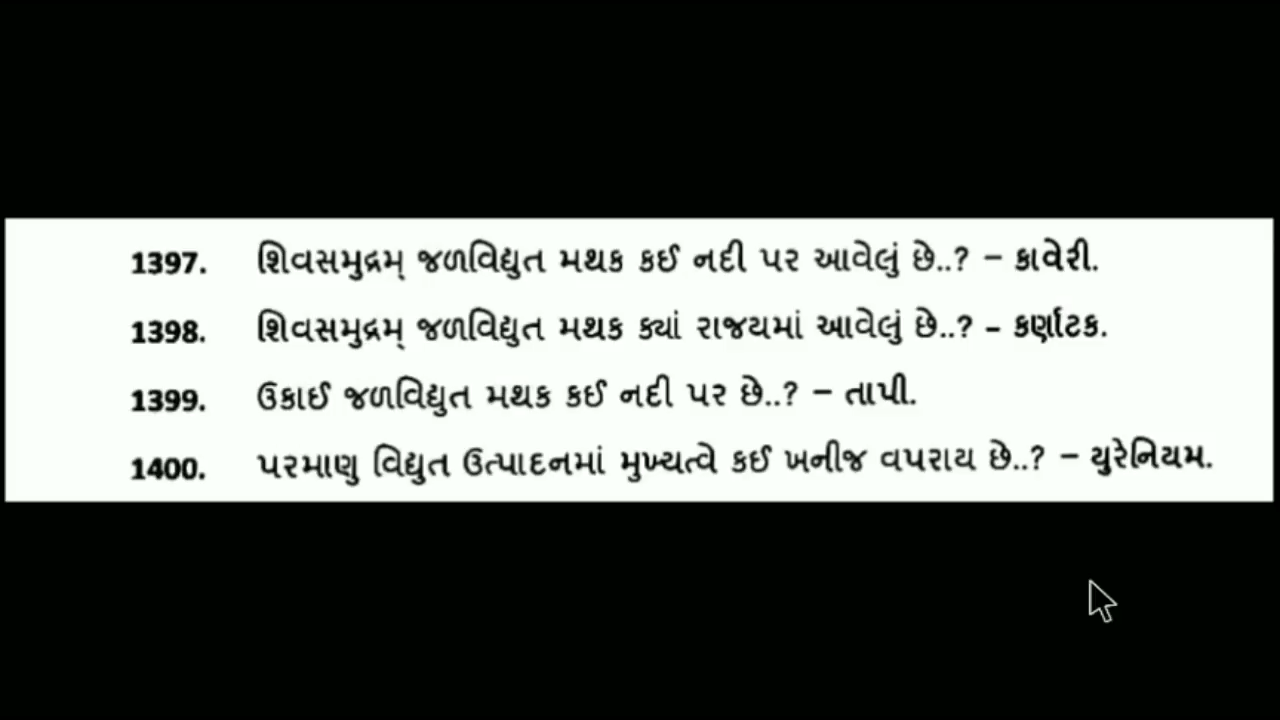 1397. શિવસમુદ્રમ્ જળવિદ્યુત મથક કઈ નદી પર આવેલું છે..? – કાવેરી.
1398. શિવસમુદ્રમ્ જળવિદ્યુત મથક ક્યાં રાજયમાં આવેલું છે..? – કર્ણાટક.
1399. ઉકાઈ જળવિદ્યુત મથક કઈ નદી પર છે..? – તાપી.
1400. પરમાણુ વિદ્યુત ઉત્પાદનમાં મુખ્યત્વે કઈ ખનીજ વપરાય છે..? – યુરેનિયમ.